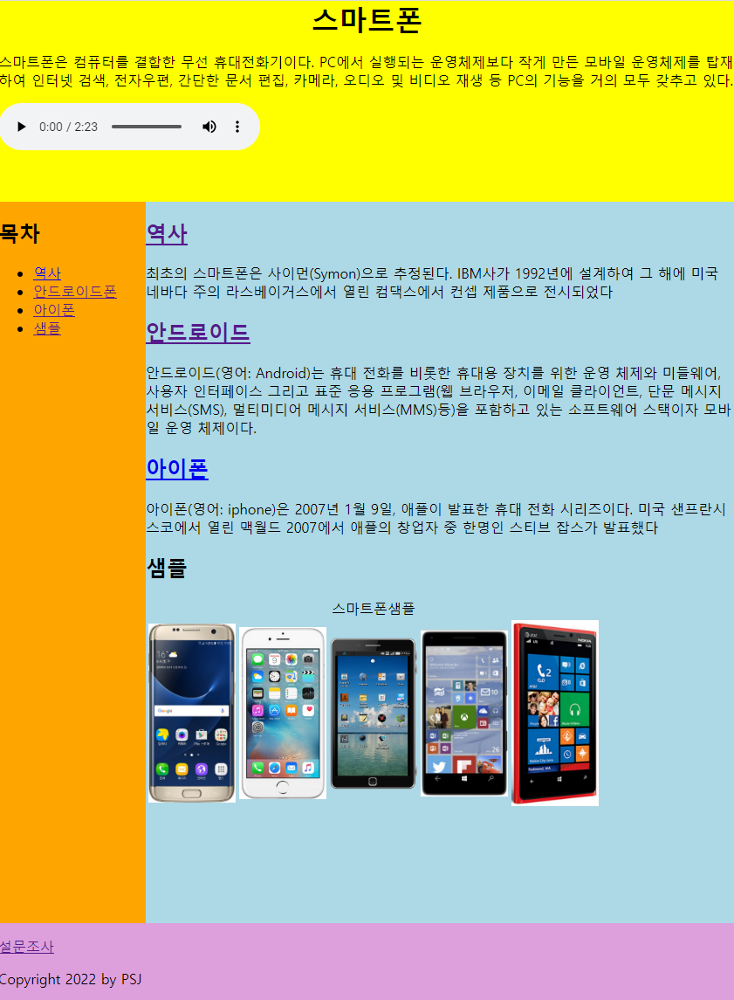 스마트폰
스마트폰은 컴퓨터를 결합한 무선 휴대전화기이다. PC에서 실행되는 운영체제보다 작게 만든 모바일 운영체제를 탑재
하여 인터넷 검색, 전자우편, 간단한 문서 편집, 카메라, 오디오 및 비디오 재생 등 PC의 기능을 거의 모두 갖추고 있다.
0:00 / 2:23
목차
역사
안드로이드폰
아이폰
샘플
역사
최초의 스마트폰은 사이먼(Symon)으로 추정된다. IBM사가 1992년에 설계하여 그 해에 미국
네바다 주의 라스베이거스에서 열린 컴댁스에서 컨셉 제품으로 전시되었다
안드로이드
안드로이드(영어: Android)는 휴대 전화를 비롯한 휴대용 장치를 위한 운영 체제와 미들웨어,
사용자 인터페이스 그리고 표준 응용 프로그램(웹 브라우저, 이메일 클라이언트, 단문 메시지
서비스(SMS), 멀티미디어 메시지 서비스(MMS)등)을 포함하고 있는 소프트웨어 스택이자 모바
일 운영 체제이다.
아이폰
아이폰(영어: iphone)은 2007년 1월 9일, 애플이 발표한 휴대 전화 시리즈이다. 미국 샌프란시
스코에서 열린 맥월드 2007에서 애플의 창업자 중 한명인 스티브 잡스가 발표했다
샘플
스마트폰샘플
16°
Google
9
10
26
at&t
NOKIA
2
3
6
설문조사
Copyright 2022 by PSJ